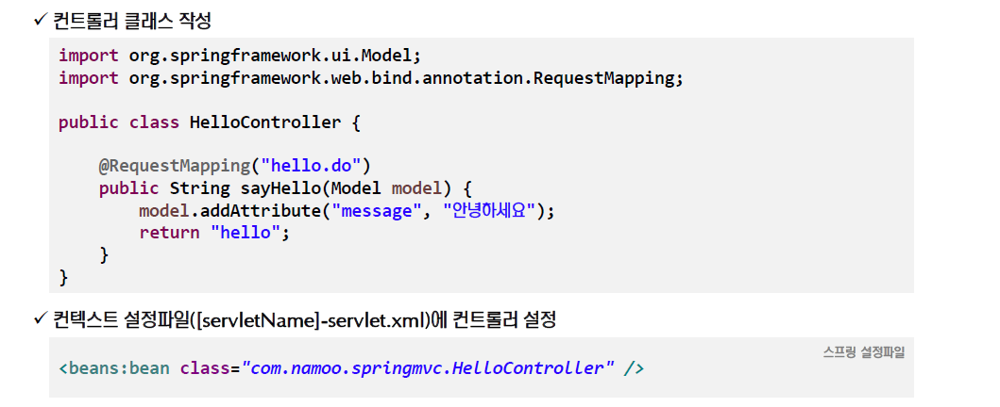 ✓ 컨트롤러 클래스 작성
import org.springframework.ui.Model;
import org.springframework.web.bind.annotation.RequestMapping;

public class HelloController {

    @RequestMapping("hello.do")
    public String sayHello(Model model) {
        model.addAttribute("message", "안녕하세요");
        return "hello";
    }
}
✓ 컨텍스트 설정파일([servletName]-servlet.xml)에 컨트롤러 설정
스프링 설정파일
<beans:bean class="com.namoo.springmvc.HelloController" />